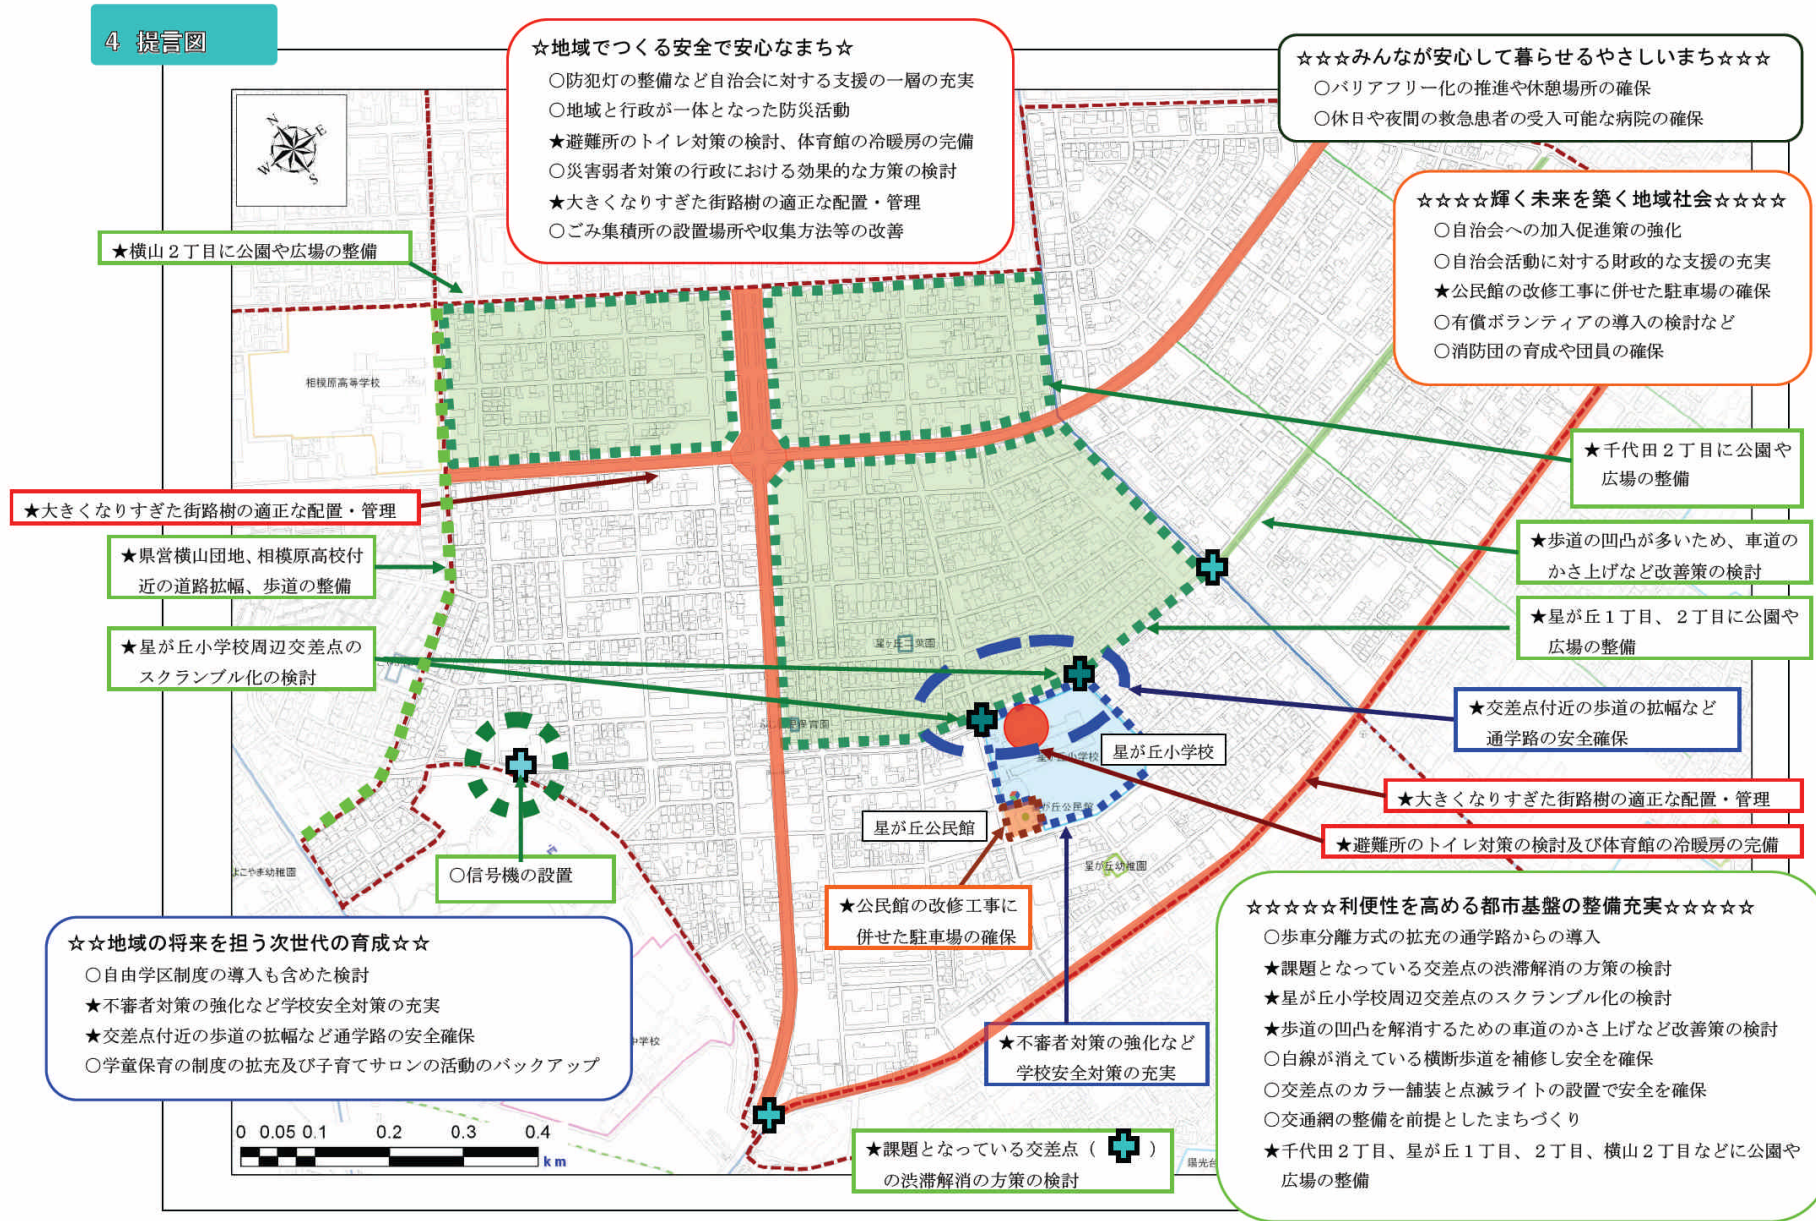 4 提言図
☆地域でつくる安全で安心なまち☆
○防犯灯の整備など自治会に対する支援の一層の充実
○地域と行政が一体となった防災活動
★避難所のトイレ対策の検討、体育館の冷暖房の完備
○災害弱者対策の行政における効果的な方策の検討
★大きくなりすぎた街路樹の適正な配置・管理
○ごみ集積所の設置場所や収集方法等の改善
☆☆☆みんなが安心して暮らせるやさしいまち☆☆☆
○バリアフリー化の推進や休憩場所の確保
○休日や夜間の救急患者の受入可能な病院の確保
☆☆☆☆輝く未来を築く地域社会☆☆☆☆
○自治会への加入促進策の強化
○自治会活動に対する財政的な支援の充実
★公民館の改修工事に併せた駐車場の確保
○有償ボランティアの導入の検討など
○消防団の育成や団員の確保
N
E
W
S
★横山２丁目に公園や広場の整備
相模原高等学校
★千代田２丁目に公園や
広場の整備
★大きくなりすぎた街路樹の適正な配置・管理
★歩道の凹凸が多いため、車道の
かさ上げなど改善策の検討
★県営横山団地、相模原高校付
近の道路拡幅、歩道の整備
★星が丘１丁目、２丁目に公園や
広場の整備
★星が丘小学校周辺交差点の
スクランブル化の検討
★交差点付近の歩道の拡幅など
通学路の安全確保
星が丘小学校
★大きくなりすぎた街路樹の適正な配置・管理
星が丘公民館
★避難所のトイレ対策の検討及び体育館の冷暖房の完備
星が丘幼稚園
よこやま幼稚園
○信号機の設置
★公民館の改修工事に
併せた駐車場の確保
☆☆地域の将来を担う次世代の育成☆☆
○自由学区制度の導入も含めた検討
★不審者対策の強化など学校安全対策の充実
★交差点付近の歩道の拡幅など通学路の安全確保
○学童保育の制度の拡充及び子育てサロンの活動のバックアップ
中学校
★不審者対策の強化など
学校安全対策の充実
☆☆☆☆☆利便性を高める都市基盤の整備充実☆☆☆☆☆
○歩車分離方式の拡充の通学路からの導入
★課題となっている交差点の渋滞解消の方策の検討
★星が丘小学校周辺交差点のスクランブル化の検討
★歩道の凹凸を解消するための車道のかさ上げなど改善策の検討
○白線が消えている横断歩道を補修し安全を確保
○交差点のカラー舗装と点滅ライトの設置で安全を確保
○交通網の整備を前提としたまちづくり
★千代田２丁目、星が丘１丁目、２丁目、横山２丁目などに公園や
広場の整備
0 0.05 0.1 0.2 0.3 0.4
km
★課題となっている交差点（ ）
の渋滞解消の方策の検討
陽光台